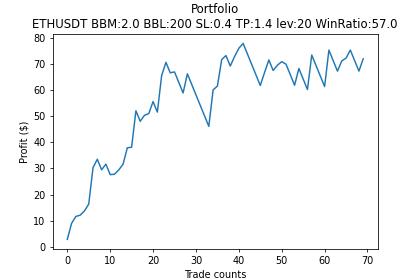 Portfolio
ETHUSDT BBM:2.0 BBL:200 SL:0.4 TP:1.4 lev:20 WinRatio:57.0
Profit ($)
80
70
60
50
40
30
20
10
0
0 10 20 30 40 50 60 70
Trade counts